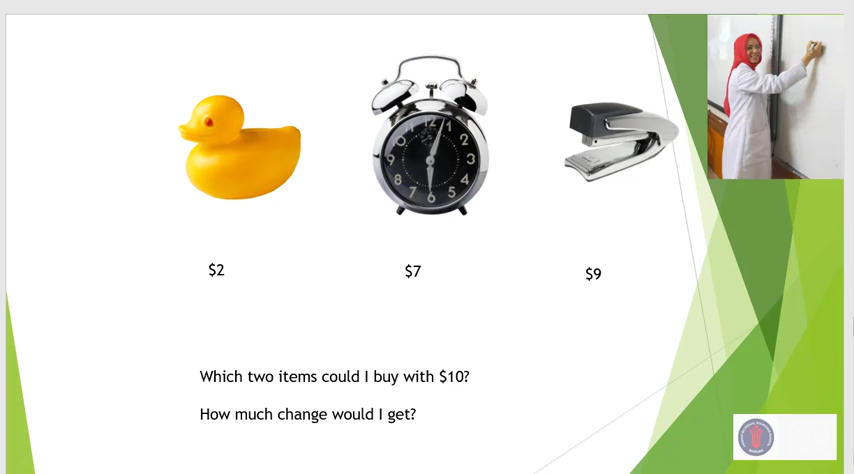 $2
$7
$9
Which two items could I buy with $10?
How much change would I get?